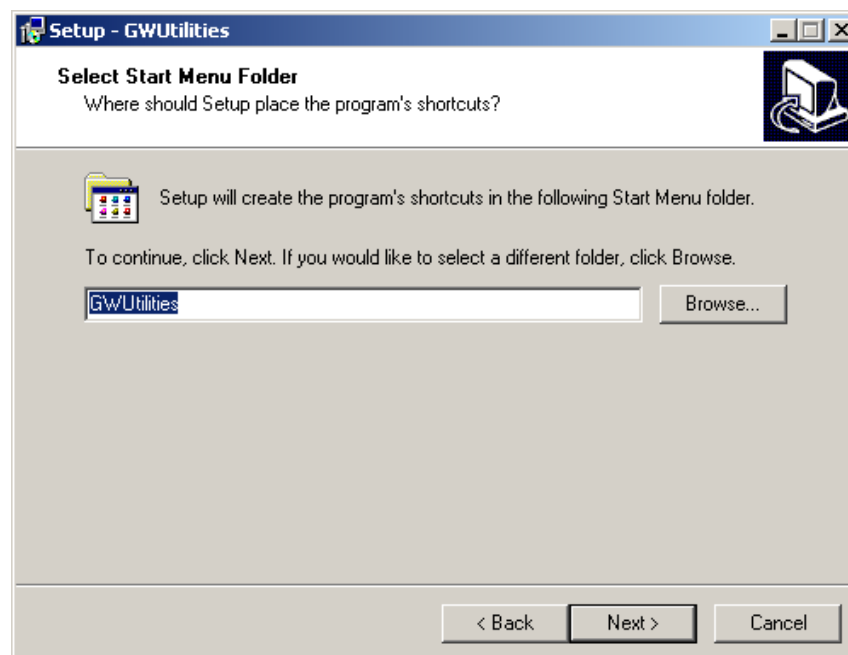 Setup - GWUtilities
Select Start Menu Folder
Where should Setup place the program's shortcuts?
Setup will create the program's shortcuts in the following Start Menu folder.
To continue, click Next. If you would like to select a different folder, click Browse.
GWUtilities
Browse...
< Back
Next >
Cancel